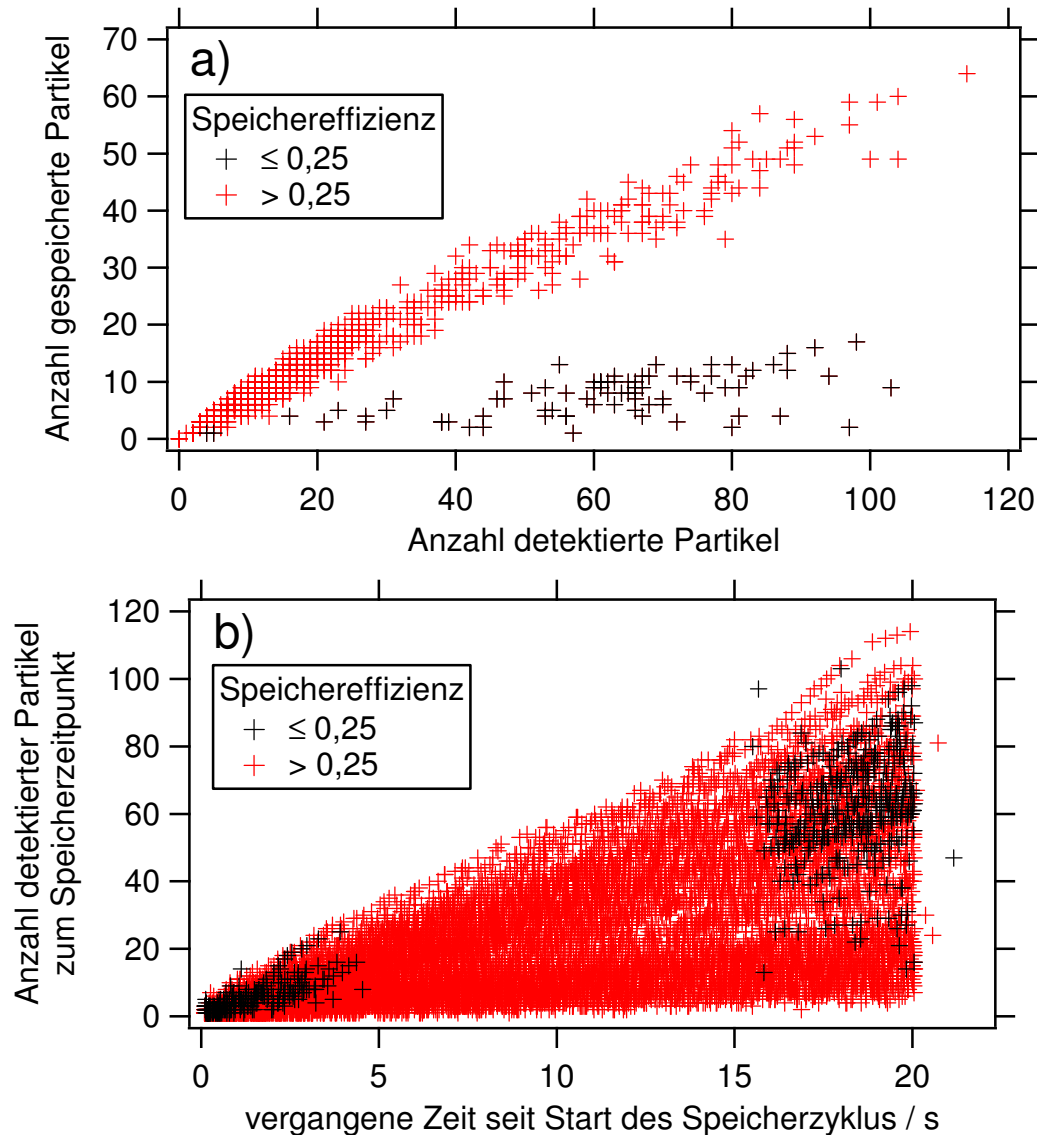 a)
Speichereffizienz
≤ 0,25
> 0,25
70
60
50
40
30
20
10
0
Anzahl gespeicherte Partikel
0 20 40 60 80 100 120
Anzahl detektierte Partikel
b)
Speichereffizienz
≤ 0,25
> 0,25
120
100
80
60
40
20
0
Anzahl detektierter Partikel
zum Speicherzeitpunkt
0 5 10 15 20
vergangene Zeit seit Start des Speicherzyklus / s